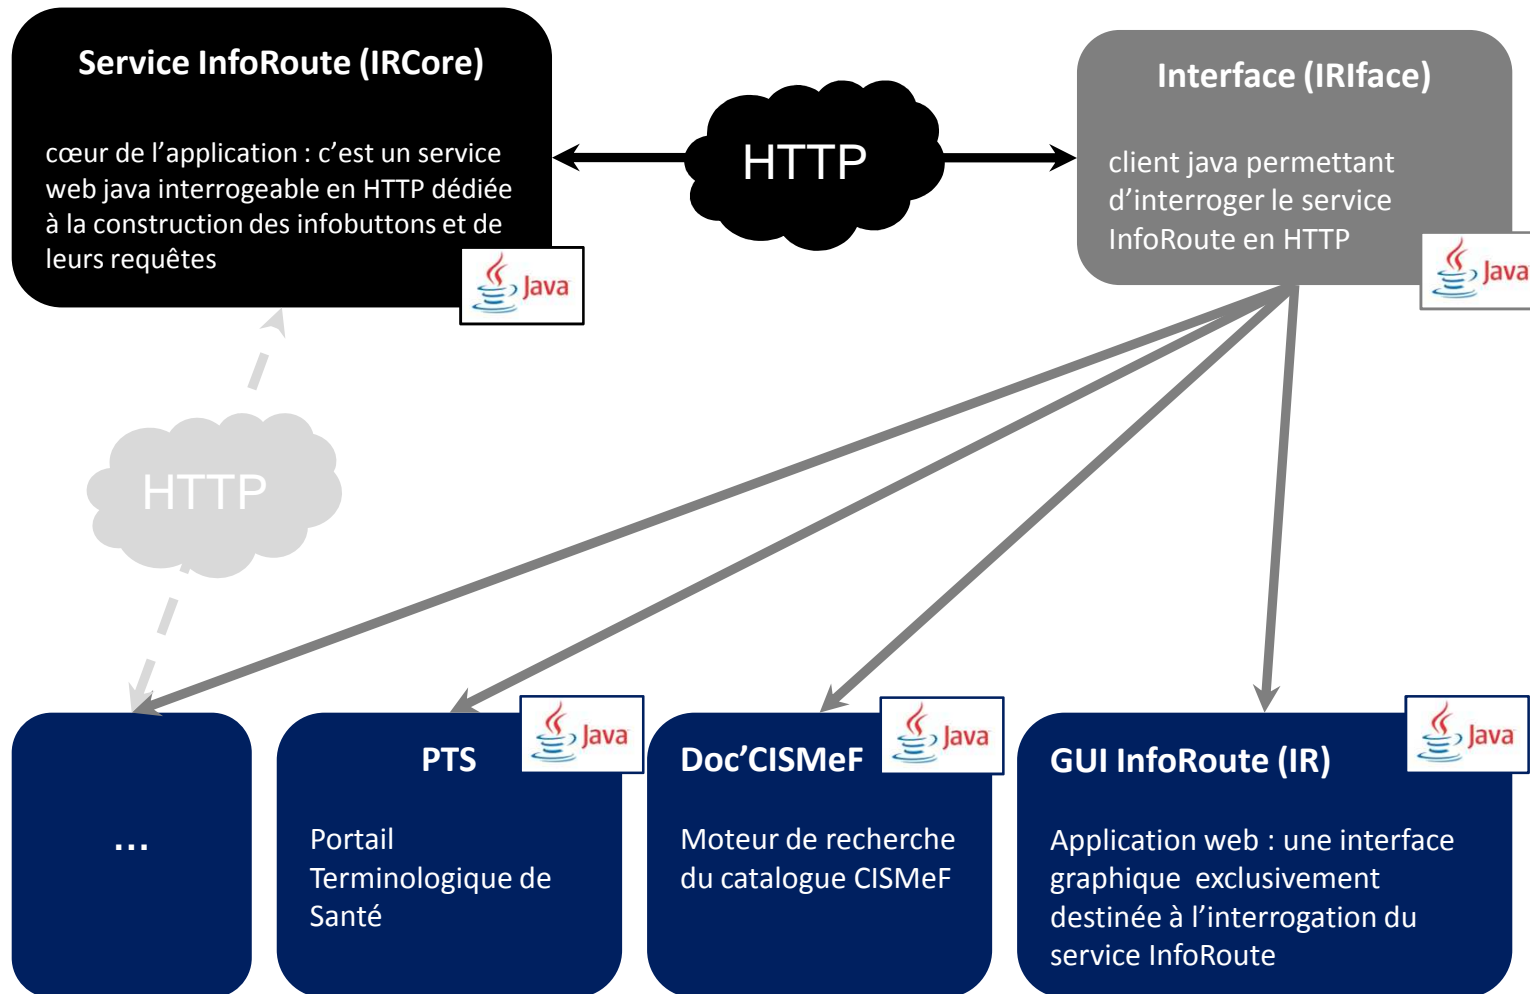 Service InfoRoute (IRCore)
cœur de l’application : c’est un service
web java interrogeable en HTTP dédiée
à la construction des infobuttons et de
leurs requêtes
Java
HTTP
Interface (IRIface)
client java permettant
d’interroger le service
InfoRoute en HTTP
Java
HTTP
...
PTS
Java
Portail
Terminologique de
Santé
Doc’CISMeF
Java
Moteur de recherche
du catalogue CISMeF
GUI InfoRoute (IR)
Java
Application web : une interface
graphique exclusivement
destinée à l’interrogation du
service InfoRoute